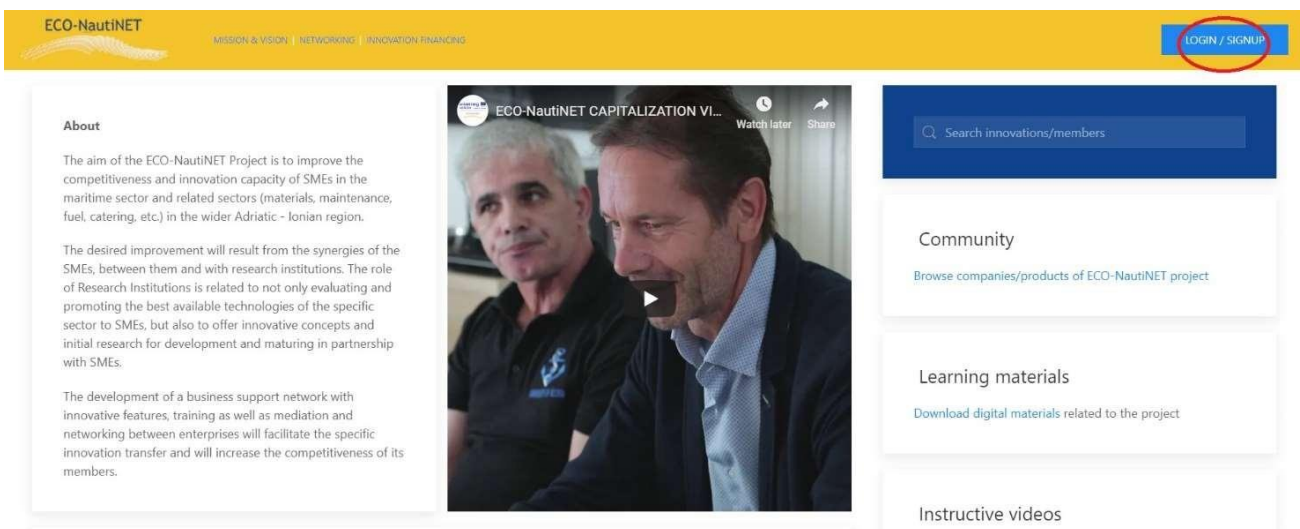 ECO-NautiNET
MISSION & VISION | NETWORKING | INNOVATION FINANCING
LOGIN / SIGNUP
About
The aim of the ECO-NautiNET Project is to improve the
competitiveness and innovation capacity of SMEs in the
maritime sector and related sectors (materials, maintenance,
fuel, catering, etc.) in the wider Adriatic - Ionian region.
The desired improvement will result from the synergies of the
SMEs, between them and with research institutions. The role
of Research Institutions is related to not only evaluating and
promoting the best available technologies of the specific
sector to SMEs, but also to offer innovative concepts and
initial research for development and maturing in partnership
with SMEs.
The development of a business support network with
innovative features, training as well as mediation and
networking between enterprises will facilitate the specific
innovation transfer and will increase the competitiveness of its
members.
ECO-NautiNET CAPITALIZATION VI...
Watch later
Share
Search innovations/members
Community
Browse companies/products of ECO-NautiNET project
Learning materials
Download digital materials related to the project
Instructive videos